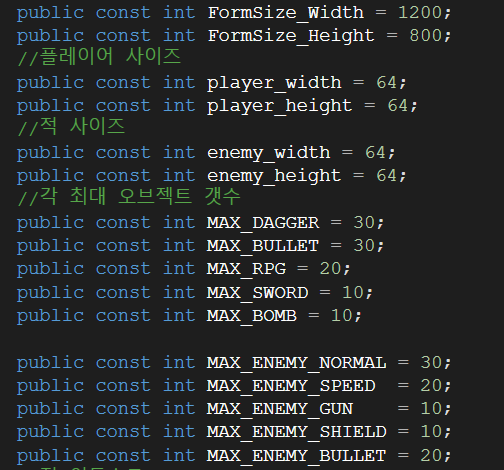 public const int FormSize_Width = 1200;
public const int FormSize_Height = 800;
//플레이어 사이즈
public const int player_width = 64;
public const int player_height = 64;
//적 사이즈
public const int enemy_width = 64;
public const int enemy_height = 64;
//각 최대 오브젝트 갯수
public const int MAX_DAGGER = 30;
public const int MAX_BULLET = 30;
public const int MAX_RPG = 20;
public const int MAX_SWORD = 10;
public const int MAX_BOMB = 10;
public const int MAX_ENEMY_NORMAL = 30;
public const int MAX_ENEMY_SPEED  = 20;
public const int MAX_ENEMY_GUN    = 10;
public const int MAX_ENEMY_SHIELD = 10;
public const int MAX_ENEMY_BULLET = 20;